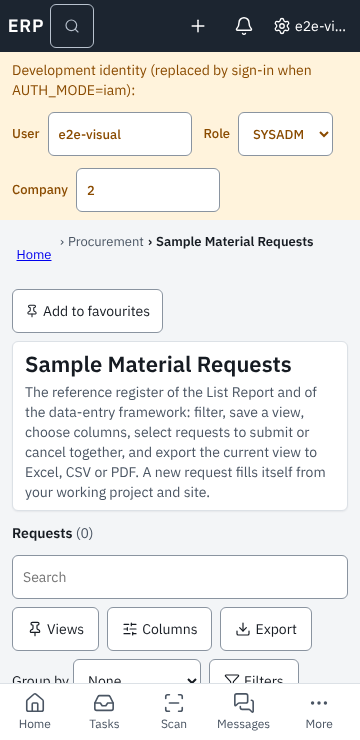 ERP
e2e-vi...
Development identity (replaced by sign-in when
AUTH_MODE=iam):
User e2e-visual Role SYSADM
Company 2
Home › Procurement › Sample Material Requests
Add to favourites
Sample Material Requests
The reference register of the List Report and of
the data-entry framework: filter, save a view,
choose columns, select requests to submit or
cancel together, and export the current view to
Excel, CSV or PDF. A new request fills itself from
your working project and site.
Requests (0)
Search
Views Columns Export
Group by None Filters
Home Tasks Scan Messages More